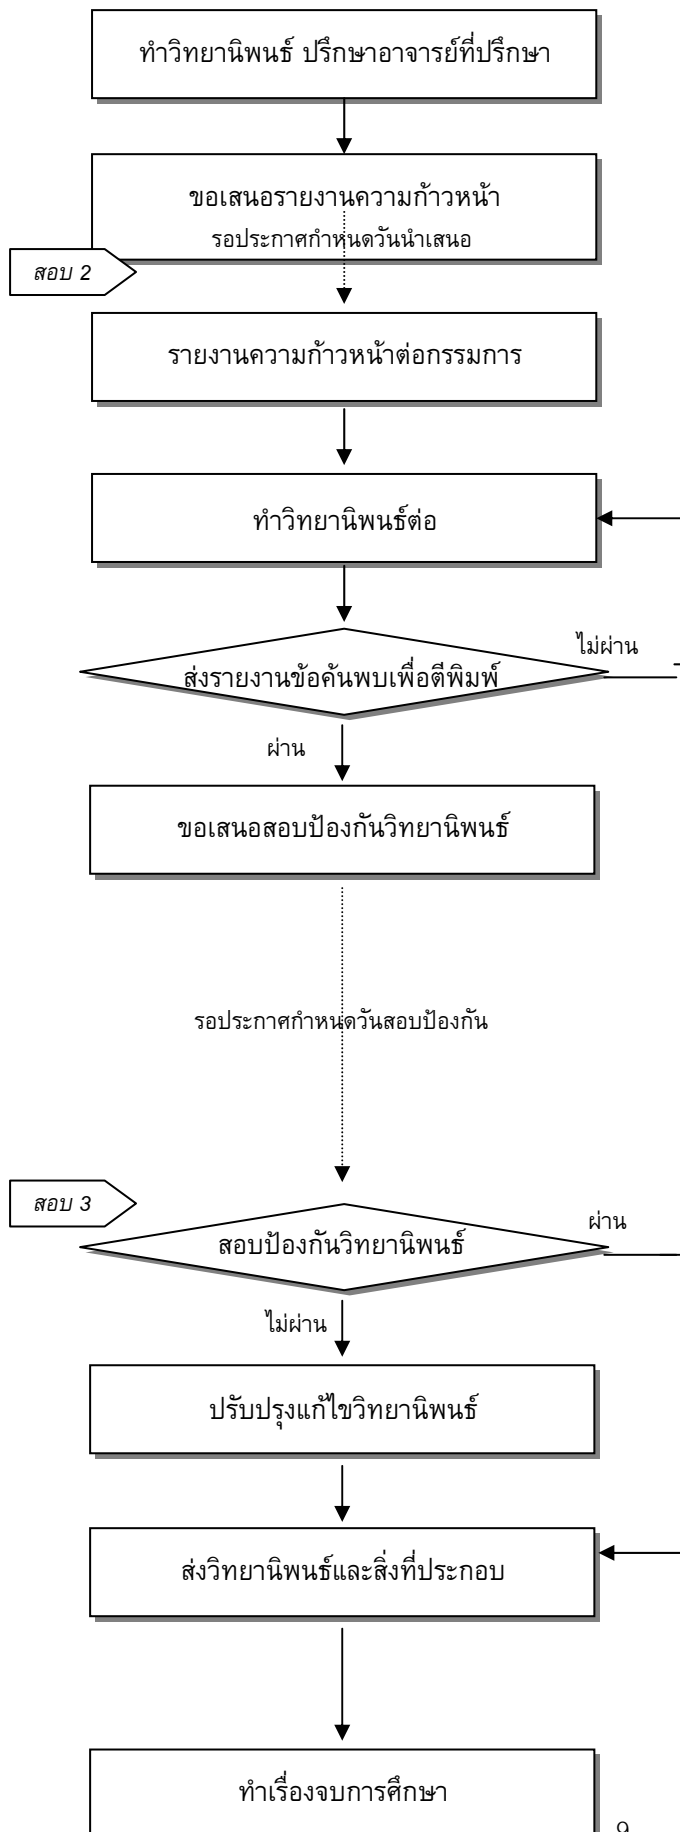 ทำวิทยานิพนธ์ ปรึกษาอาจารย์ที่ปรึกษา
ขอเสนอรายงานความก้าวหน้า
รอประกาศกำหนดวันนำเสนอ
สอบ 2
รายงานความก้าวหน้าต่อกรรมการ
ทำวิทยานิพนธ์ต่อ
ไม่ผ่าน
ส่งรายงานข้อค้นพบเพื่อตีพิมพ์
ผ่าน
ขอเสนอสอบป้องกันวิทยานิพนธ์
รอประกาศกำหนดวันสอบป้องกัน
สอบ 3
ผ่าน
สอบป้องกันวิทยานิพนธ์
ไม่ผ่าน
ปรับปรุงแก้ไขวิทยานิพนธ์
ส่งวิทยานิพนธ์และสิ่งที่ประกอบ
ทำเรื่องจบการศึกษา